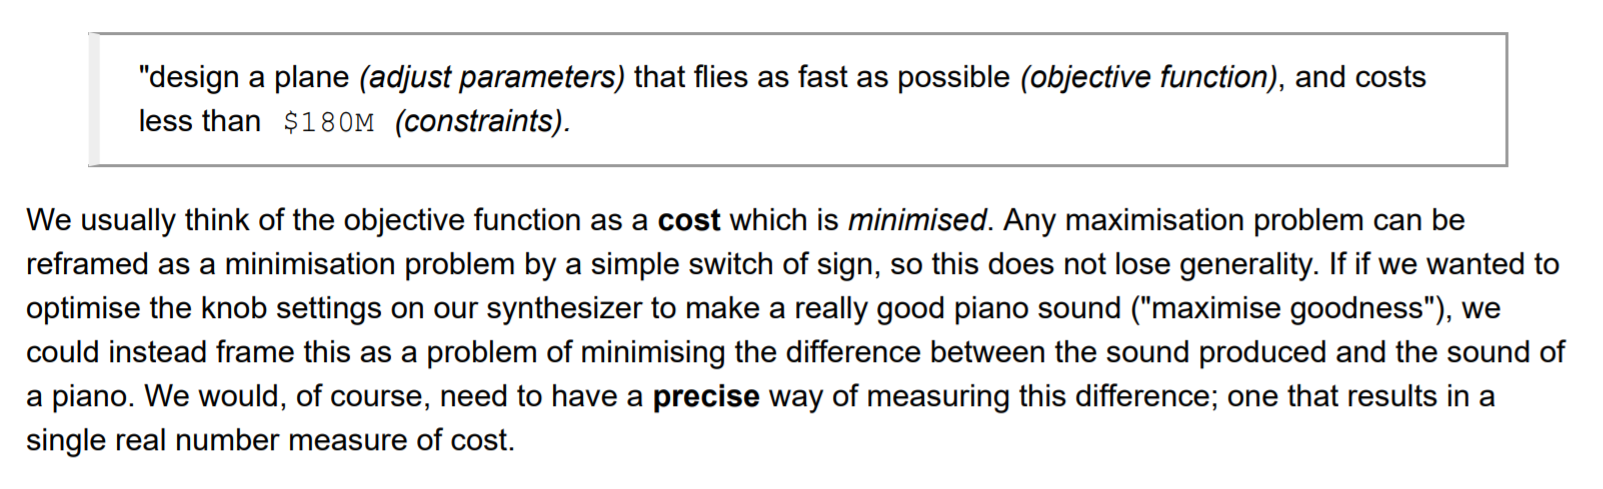 "design a plane (adjust parameters) that flies as fast as possible (objective function), and costs
less than $180M (constraints).
We usually think of the objective function as a cost which is minimised. Any maximisation problem can be
reframed as a minimisation problem by a simple switch of sign, so this does not lose generality. If if we wanted to
optimise the knob settings on our synthesizer to make a really good piano sound ("maximise goodness"), we
could instead frame this as a problem of minimising the difference between the sound produced and the sound of
a piano. We would, of course, need to have a precise way of measuring this difference; one that results in a
single real number measure of cost.